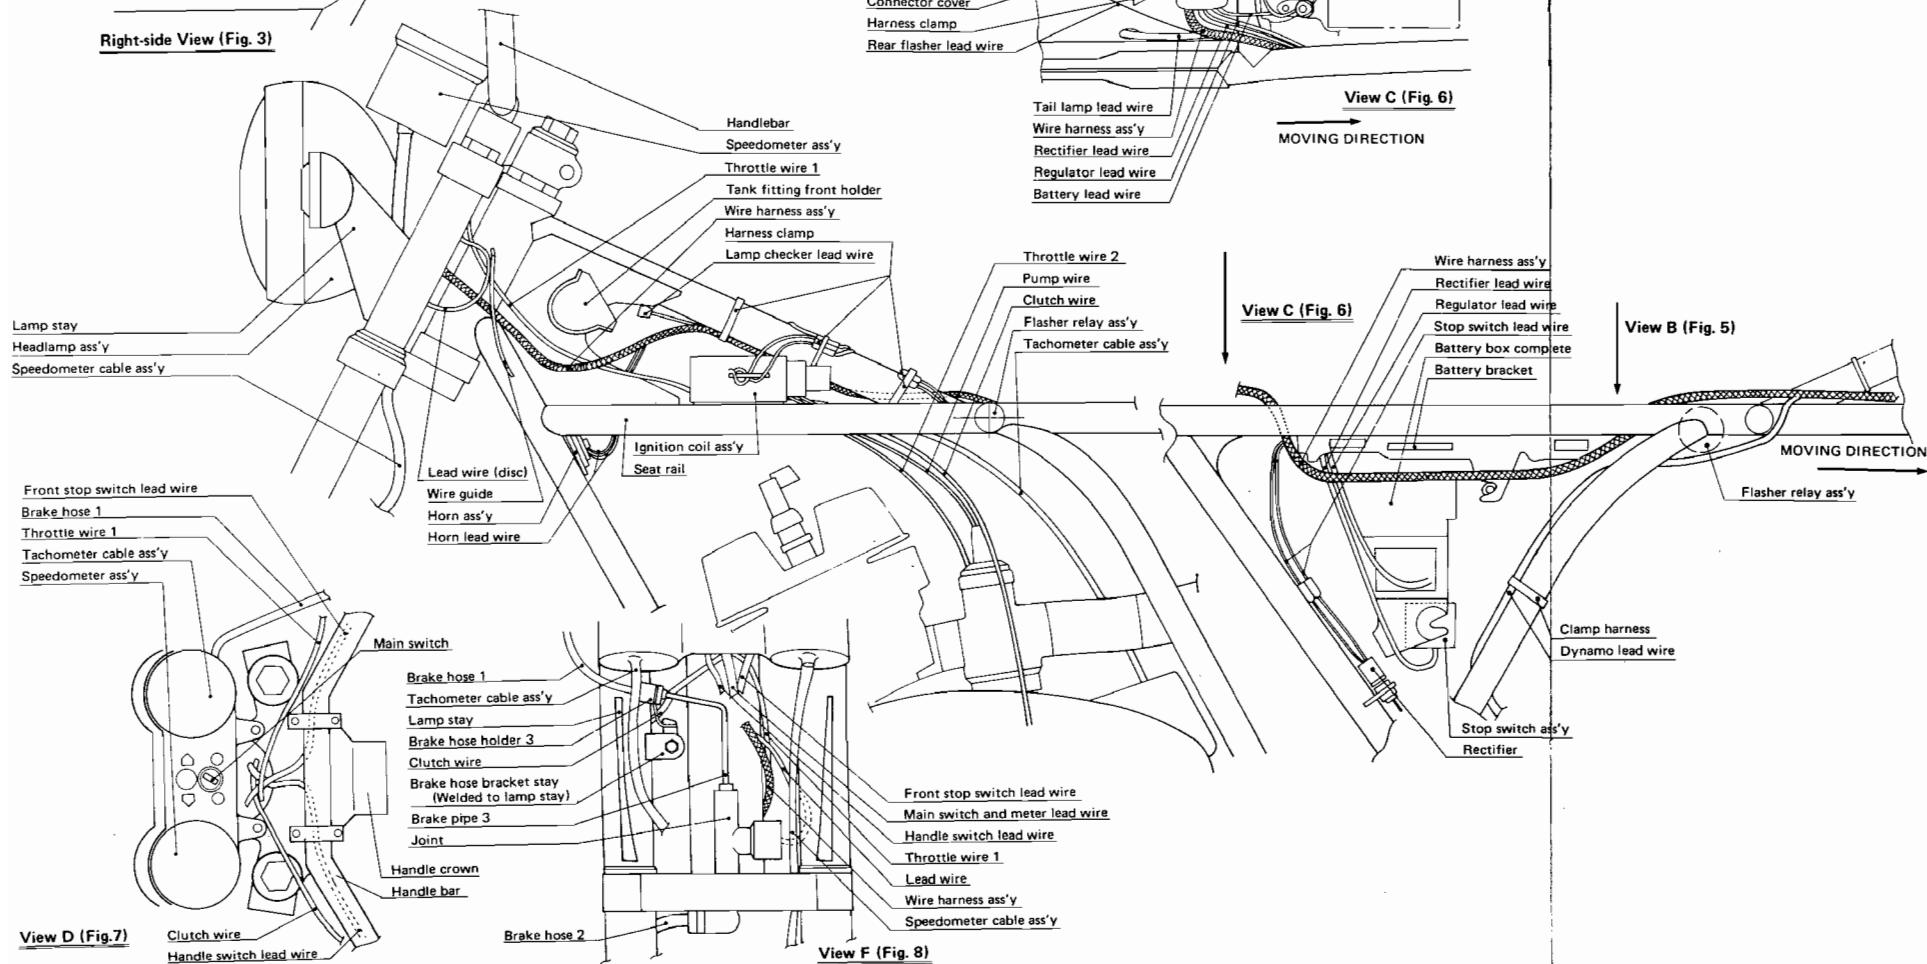 Right-side View (Fig. 3)
Connector cover
Harness clamp
Rear flasher lead wire
Tail lamp lead wire
Wire harness ass'y
Rectifier lead wire
Regulator lead wire
Battery lead wire
View C (Fig. 6)
MOVING DIRECTION
Handlebar
Speedometer ass'y
Throttle wire 1
Tank fitting front holder
Wire harness ass'y
Harness clamp
Lamp checker lead wire
Lamp stay
Headlamp ass'y
Speedometer cable ass'y
Throttle wire 2
Pump wire
Clutch wire
Flasher relay ass'y
Tachometer cable ass'y
View C (Fig. 6)
Wire harness ass'y
Rectifier lead wire
Regulator lead wire
Stop switch lead wire
Battery box complete
Battery bracket
View B (Fig. 5)
MOVING DIRECTION
Flasher relay ass'y
Ignition coil ass'y
Seat rail
Lead wire (disc)
Wire guide
Horn ass'y
Horn lead wire
Clamp harness
Dynamo lead wire
Stop switch ass'y
Rectifier
Front stop switch lead wire
Brake hose 1
Throttle wire 1
Tachometer cable ass'y
Speedometer ass'y
Main switch
Handle crown
Handle bar
Clutch wire
Handle switch lead wire
View D (Fig.7)
Brake hose 1
Tachometer cable ass'y
Lamp stay
Brake hose holder 3
Clutch wire
Brake hose bracket stay
(Welded to lamp stay)
Brake pipe 3
Joint
Brake hose 2
Front stop switch lead wire
Main switch and meter lead wire
Handle switch lead wire
Throttle wire 1
Lead wire
Wire harness ass'y
Speedometer cable ass'y
View F (Fig. 8)